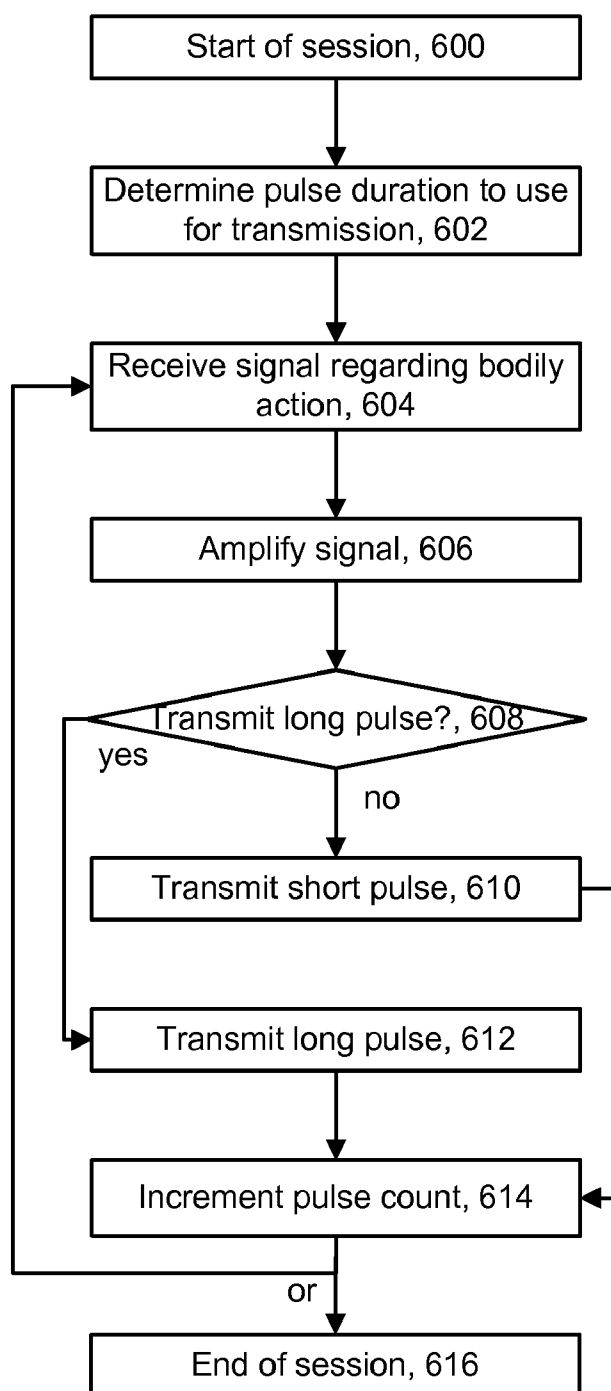 Start of session, 600
Determine pulse duration to use
for transmission, 602
Receive signal regarding bodily
action, 604
Amplify signal, 606
Transmit long pulse?, 608
yes
no
Transmit short pulse, 610
Transmit long pulse, 612
Increment pulse count, 614
or
End of session, 616